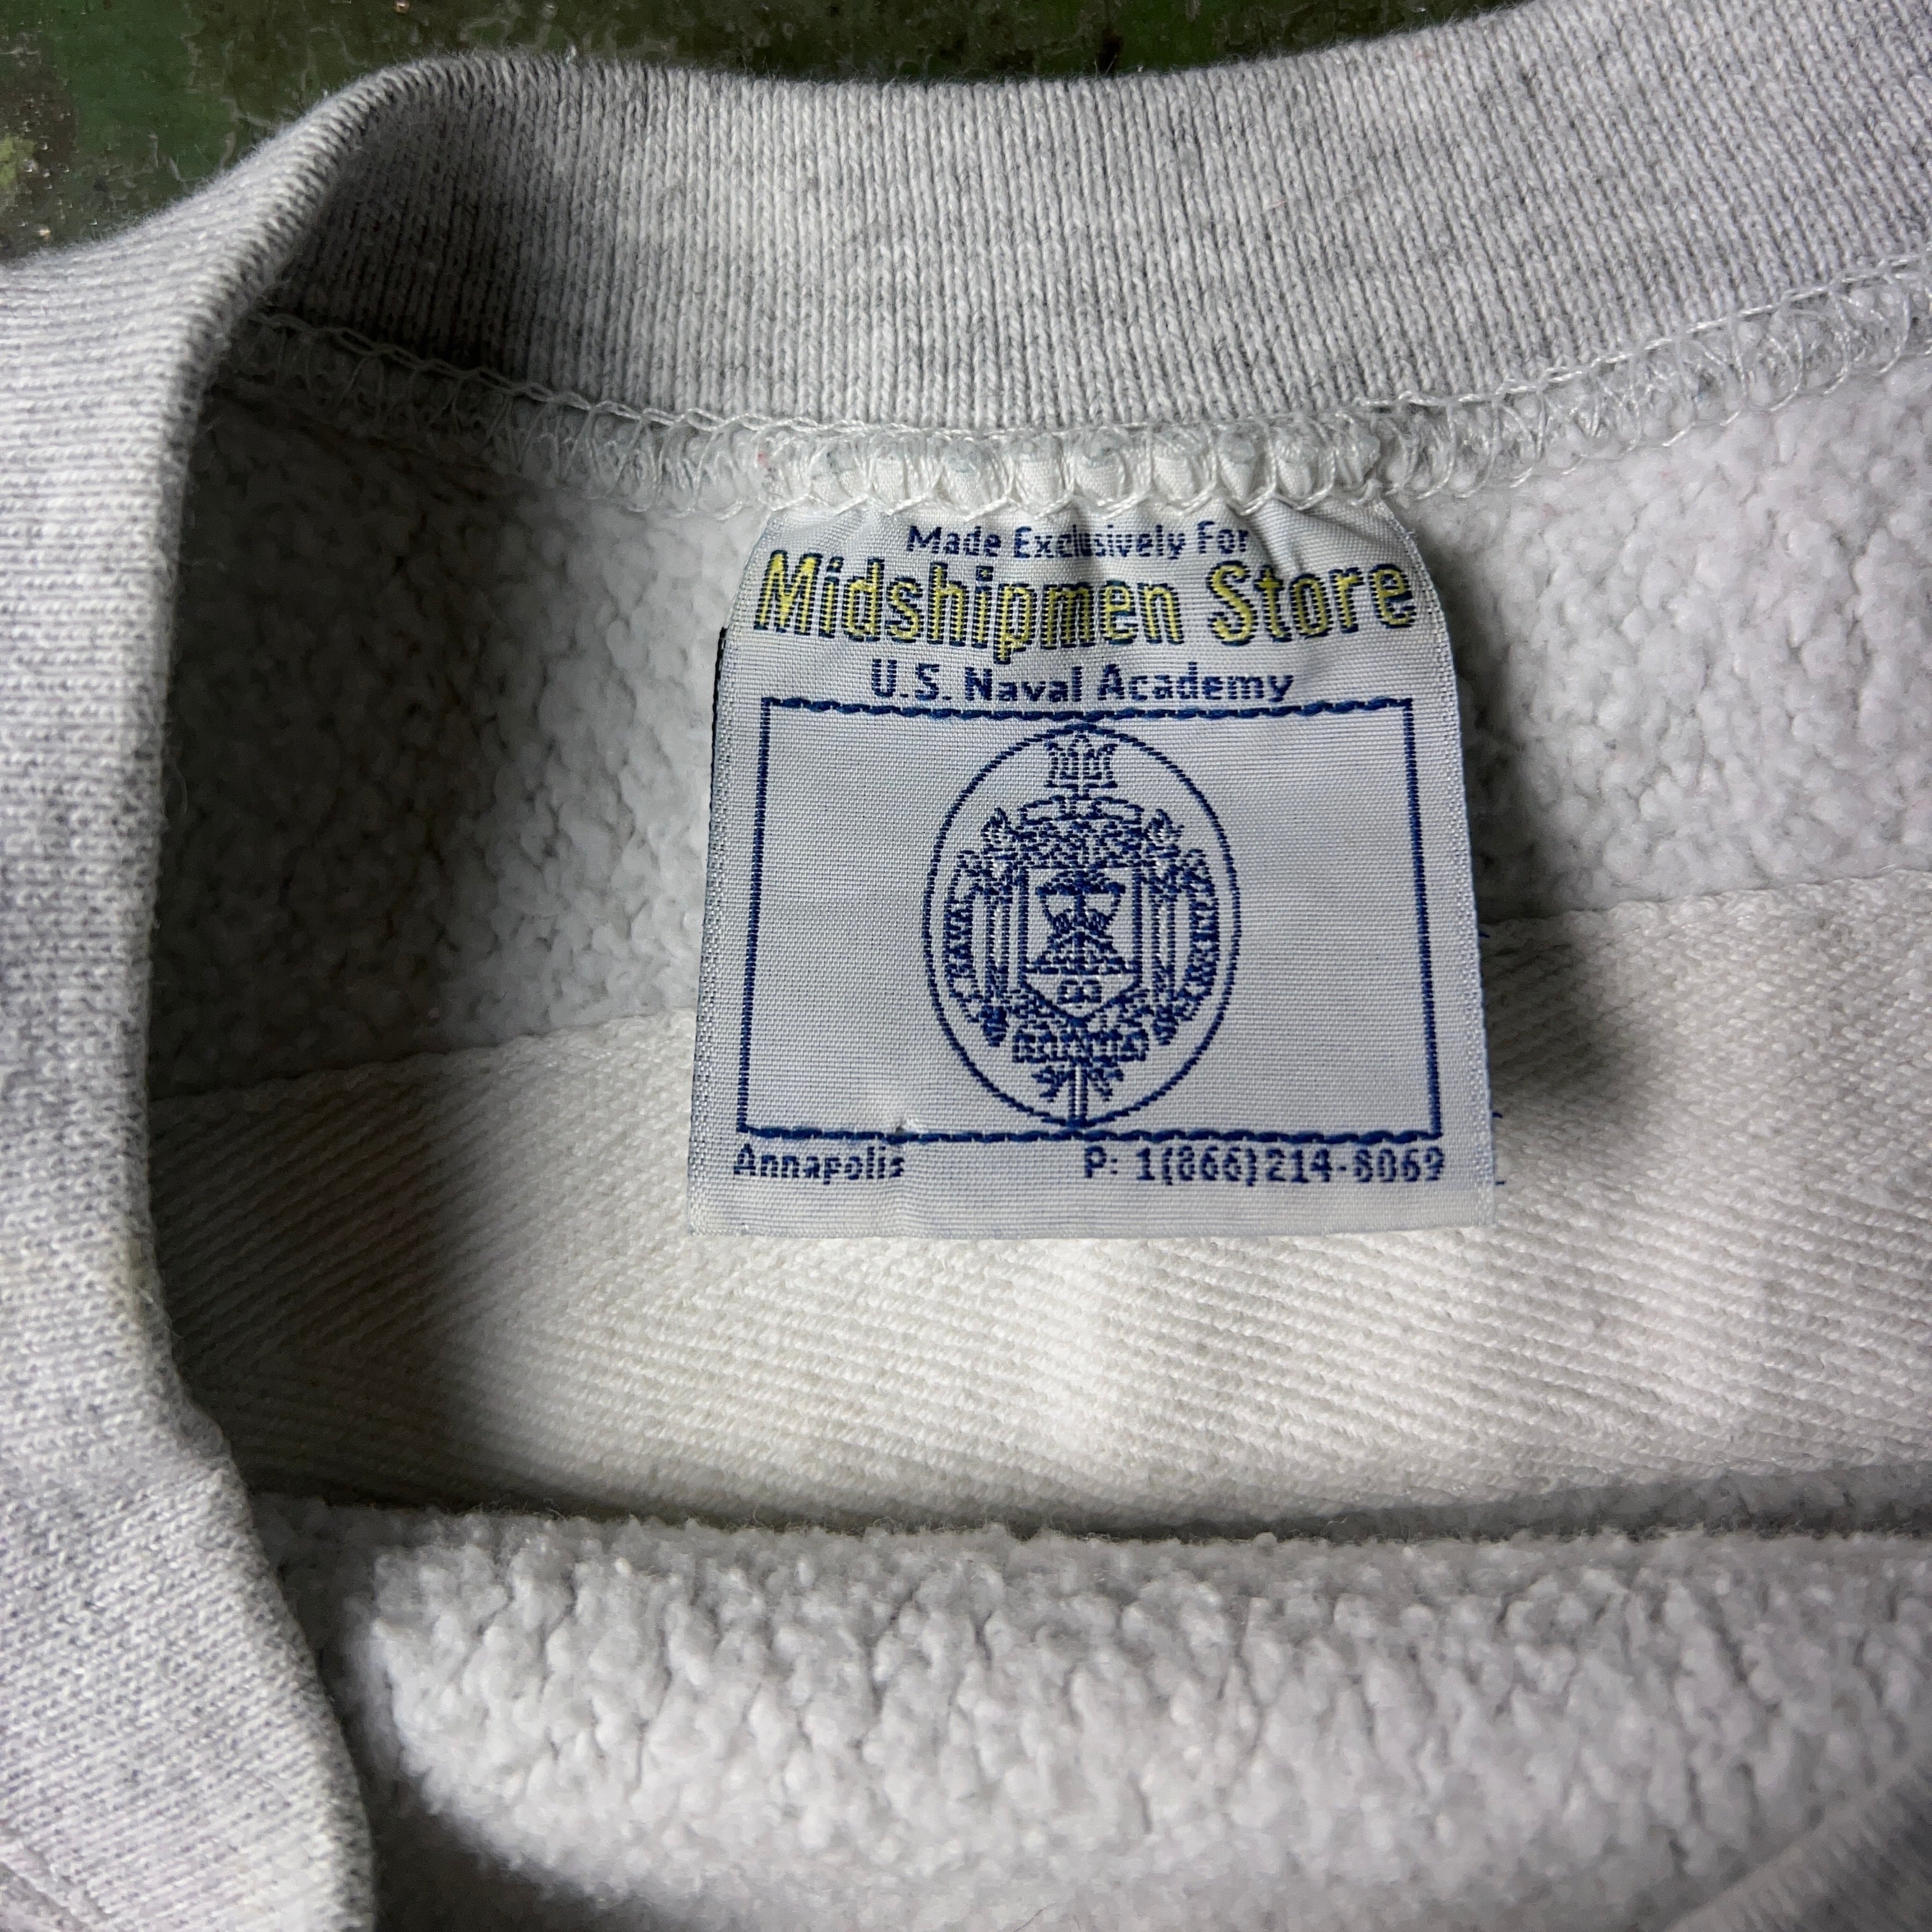 Made Exclusively For
Midshipmen Store
U.S. Naval Academy
Annapolis P: 1(866)214-8069